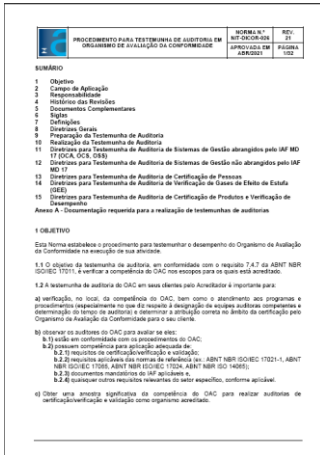 PROCEDIMENTO PARA TESTEMUNHA DE AUDITORIA EM
ORGANISMO DE AVALIAÇÃO DA CONFORMIDADE
NORMA N.º
NIT-DICOR-026
REV.
21
APROVADA EM
ABR/2021
PÁGINA
1/52
SUMÁRIO
1 Objetivo
2 Campo de Aplicação
3 Responsabilidade
4 Histórico das Revisões
5 Documentos Complementares
6 Siglas
7 Definições
8 Diretrizes Gerais
9 Preparação da Testemunha de Auditoria
10 Realização da Testemunha de Auditoria
11 Diretrizes para Testemunha de Auditoria de Sistemas de Gestão abrangidos pelo IAF MD
17 (OCA, OCS, OSS)
12 Diretrizes para Testemunha de Auditoria de Sistemas de Gestão não abrangidos pelo IAF
MD 17
13 Diretrizes para Testemunha de Auditoria de Certificação de Pessoas
14 Diretrizes para Testemunha de Auditoria de Verificação de Gases de Efeito de Estufa
(GEE)
15 Diretrizes para Testemunha de Auditoria de Certificação de Produtos e Verificação de
Desempenho
Anexo A - Documentação requerida para a realização de testemunhas de auditorias
1 OBJETIVO
Esta Norma estabelece o procedimento para testemunhar o desempenho do Organismo de Avaliação
da Conformidade na execução de sua atividade.
1.1 O objetivo da testemunha de auditoria, em conformidade com o requisito 7.4.7 da ABNT NBR
ISO/IEC 17011, é verificar a competência do OAC nos escopos para os quais está acreditado.
1.2 A testemunha de auditoria do OAC em seus clientes pelo Acreditador é importante para:
a) verificação, no local, da competência do OAC, bem como o atendimento aos programas e
procedimentos (especialmente no que diz respeito à designação de equipes auditoras competentes e
determinação do tempo de auditoria) e determinar a atribuição correta no âmbito da certificação pelo
Organismo de Avaliação da Conformidade para o seu cliente.
b) observar os auditores do OAC para avaliar se eles:
b.1) estão em conformidade com os procedimentos do OAC;
b.2) possuem competência para aplicação adequada de:
b.2.1) requisitos de certificação/verificação e validação;
b.2.2) requisitos aplicáveis das normas de referência (ex.: ABNT NBR ISO/IEC 17021-1, ABNT
NBR ISO/IEC 17065, ABNT NBR ISO/IEC 17024, ABNT NBR ISO 14065);
b.2.3) documentos mandatórios do IAF aplicáveis e,
b.2.4) quaisquer outros requisitos relevantes do setor específico, conforme aplicável.
c) Obter uma amostra significativa da competência do OAC para realizar auditorias de
certificação/verificação e validação como organismo acreditado.